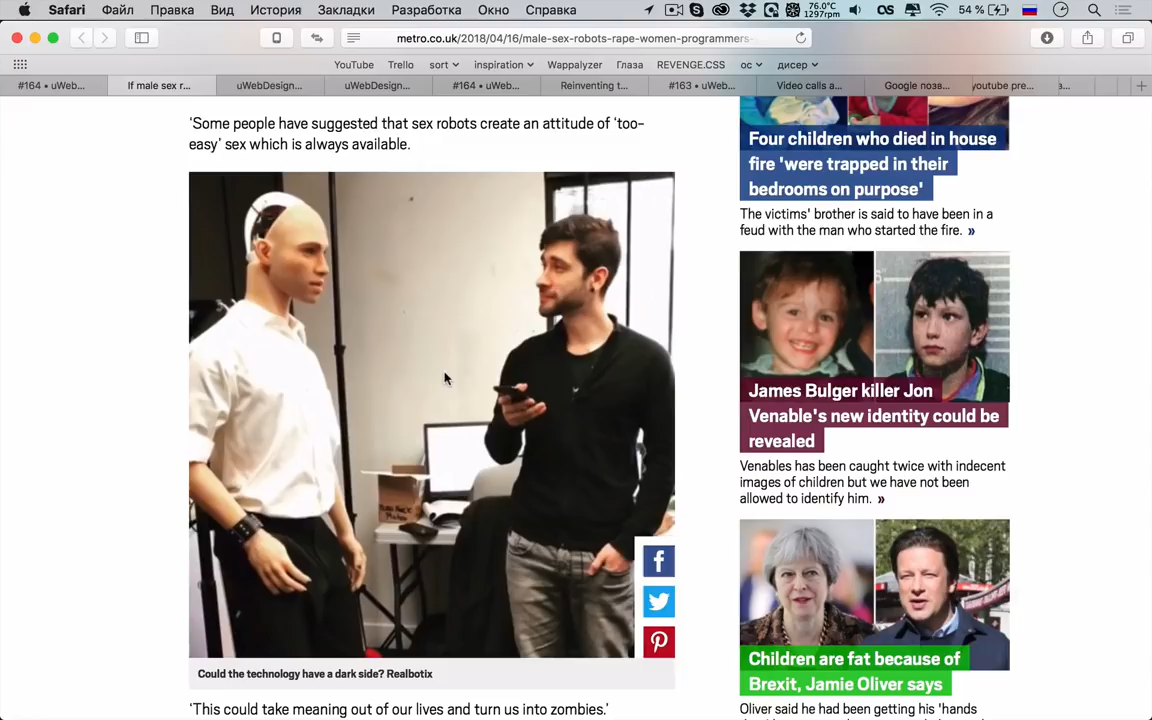 Safari Файл Правка Вид История Закладки Разработка Окно Справка
76.0°C
1297rpm
OS
54 %
metro.co.uk/2018/04/16/male-sex-robots-rape-women-programmers-
YouTube Trello sort inspiration Wappalyzer Глаза REVENGE.CSS ос дисер
#164 • uWeb... If male sex r... uWebDesign... uWebDesign... #164 • uWeb... Reinventing t... #163 • uWeb... Video calls a... Google позв... youtube pre...
‘Some people have suggested that sex robots create an attitude of ‘too-
easy’ sex which is always available.
Could the technology have a dark side? Realbotix
‘This could take meaning out of our lives and turn us into zombies.’
Four children who died in house
fire 'were trapped in their
bedrooms on purpose'
The victims' brother is said to have been in a
feud with the man who started the fire. »
James Bulger killer Jon
Venable's new identity could be
revealed
Venables has been caught twice with indecent
images of children but we have not been
allowed to identify him. »
Children are fat because of
Brexit, Jamie Oliver says
Oliver said he had been getting his 'hands